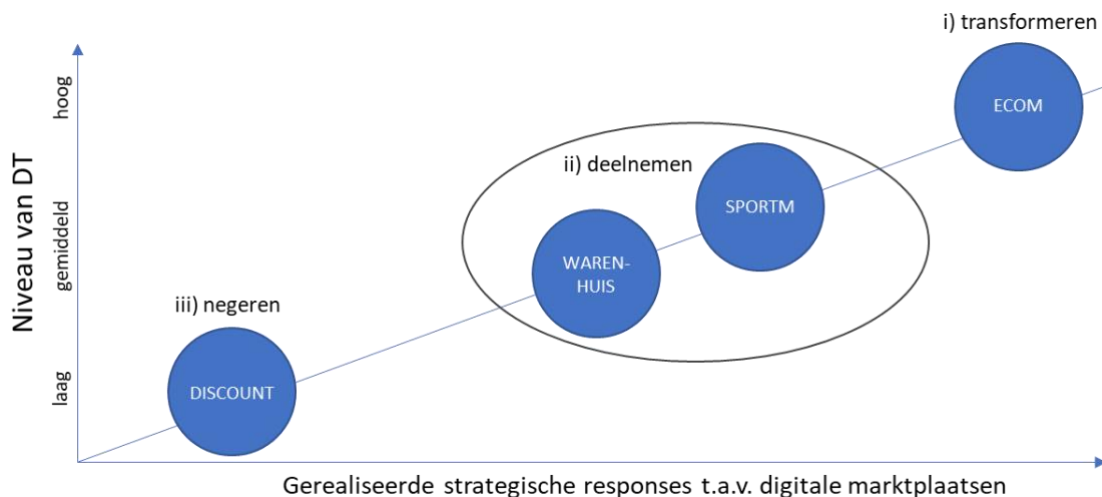 i) transformeren
hoog
ECOM
ii) deelnemen
SPORTM
Niveau van DT
gemiddeld
WAREN-
HUIS
iii) negeren
laag
DISCOUNT
Gerealiseerde strategische responses t.a.v. digitale marktplaatsen